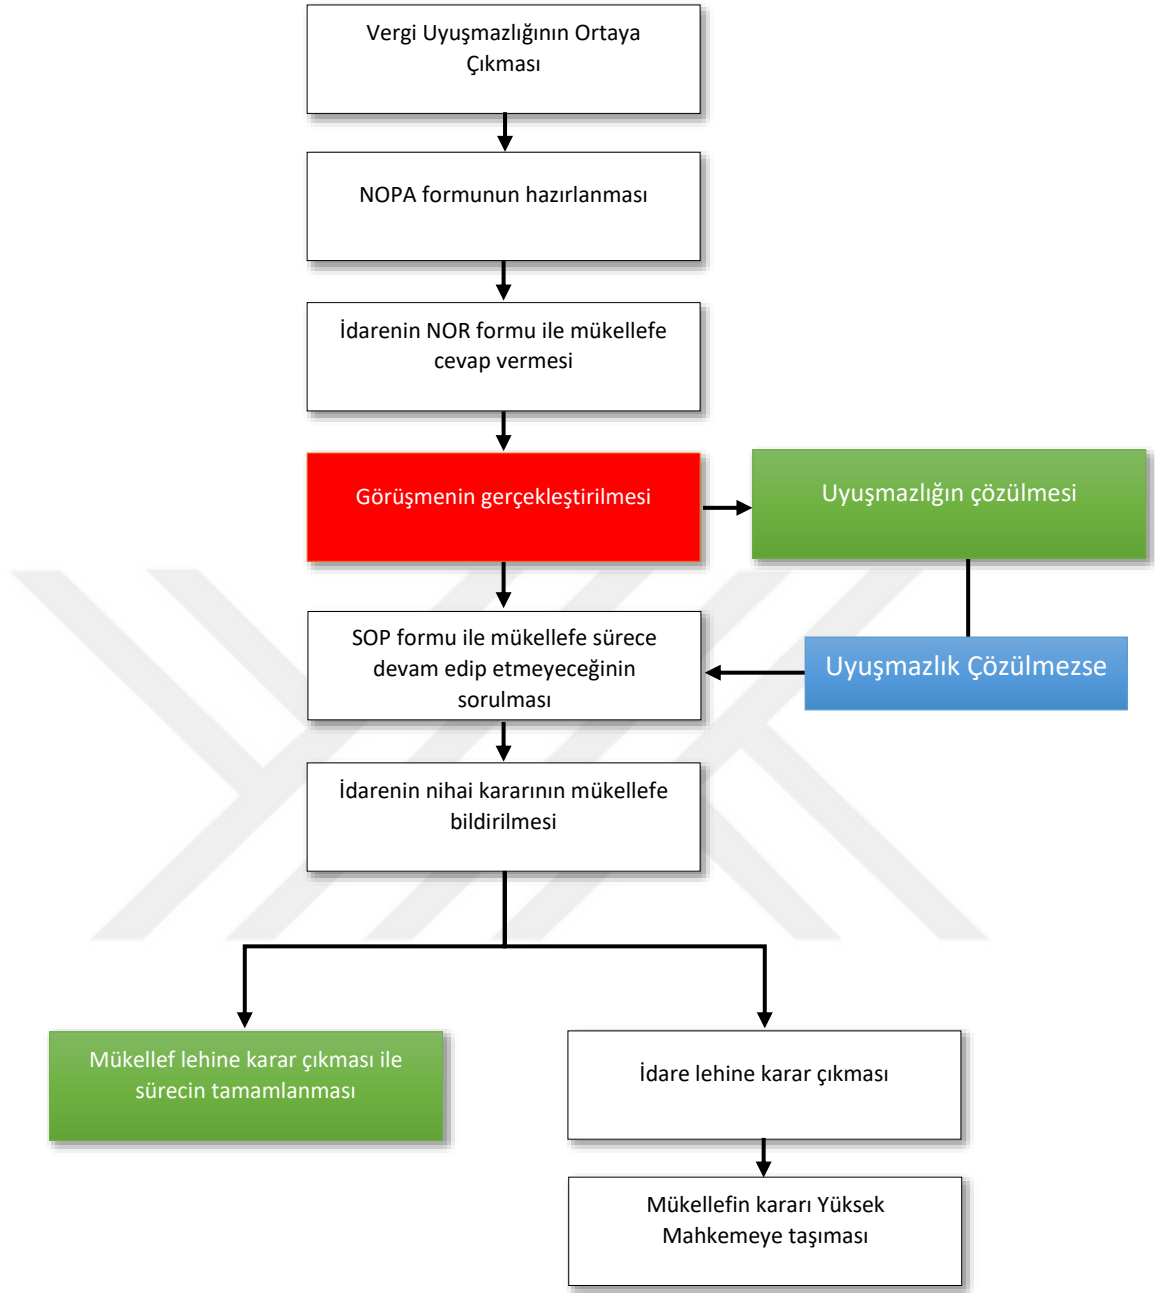 Vergi Uyuşmazlığının Ortaya
Çıkması
NOPA formunun hazırlanması
İdarenin NOR formu ile mükellefe
cevap vermesi
Görüşmenin gerçekleştirilmesi
Uyuşmazlığın çözülmesi
SOP formu ile mükellefe sürece
devam edip etmeyeceğinin
sorulması
Uyuşmazlık Çözülmezse
İdarenin nihai kararının mükellefe
bildirilmesi
Mükellef lehine karar çıkması ile
sürecin tamamlanması
İdare lehine karar çıkması
Mükellefin kararı Yüksek
Mahkemeye taşıması